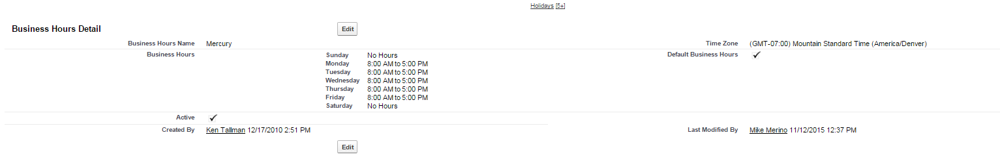 Holidays [5+]
Business Hours Detail Edit
Business Hours Name Mercury Time Zone (GMT-07:00) Mountain Standard Time (America/Denver)
Business Hours Sunday No Hours Default Business Hours
Monday 8:00 AM to 5:00 PM
Tuesday 8:00 AM to 5:00 PM
Wednesday 8:00 AM to 5:00 PM
Thursday 8:00 AM to 5:00 PM
Friday 8:00 AM to 5:00 PM
Saturday No Hours
Active
Created By Ken Tallman 12/17/2010 2:51 PM Last Modified By Mike Merino 11/12/2015 12:37 PM
Edit